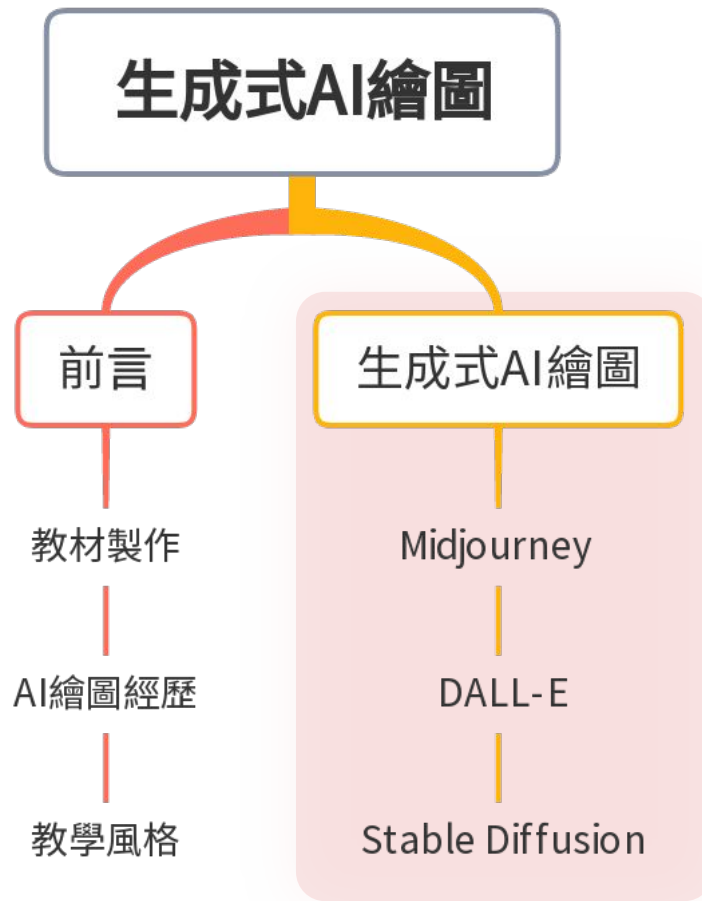 生成式AI繪圖
前言
教材製作
AI繪圖經歷
教學風格
生成式AI繪圖
Midjourney
DALL-E
Stable Diffusion